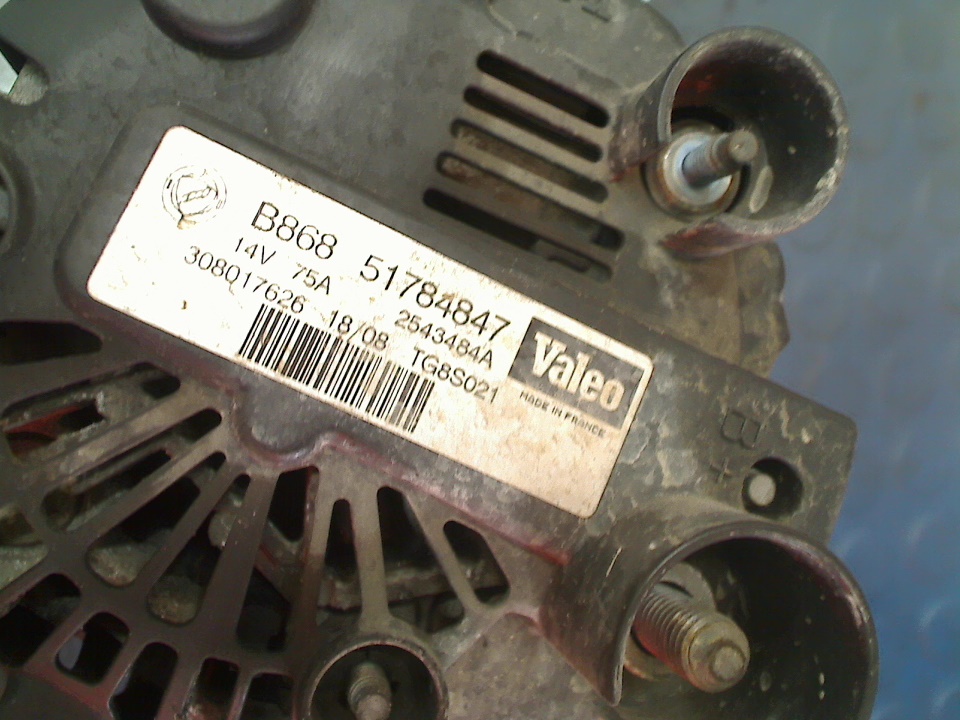 B868 51784847
14V 75A 2543484A
308017626 18/08 TG8S021
Valeo
MADE IN FRANCE
B+